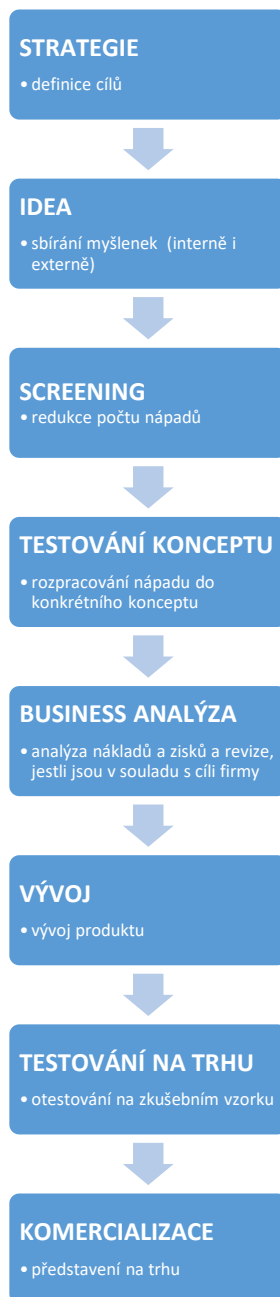 STRATEGIE
• definice cílů
IDEA
• sbírání myšlenek (interně i
externě)
SCREENING
• redukce počtu nápadů
TESTOVÁNÍ KONCEPTU
• rozpracování nápadu do
konkrétního konceptu
BUSINESS ANALÝZA
• analýza nákladů a zisků a revize,
jestli jsou v souladu s cíli firmy
VÝVOJ
• vývoj produktu
TESTOVÁNÍ NA TRHU
• otestování na zkušebním vzorku
KOMERCIALIZACE
• představení na trhu